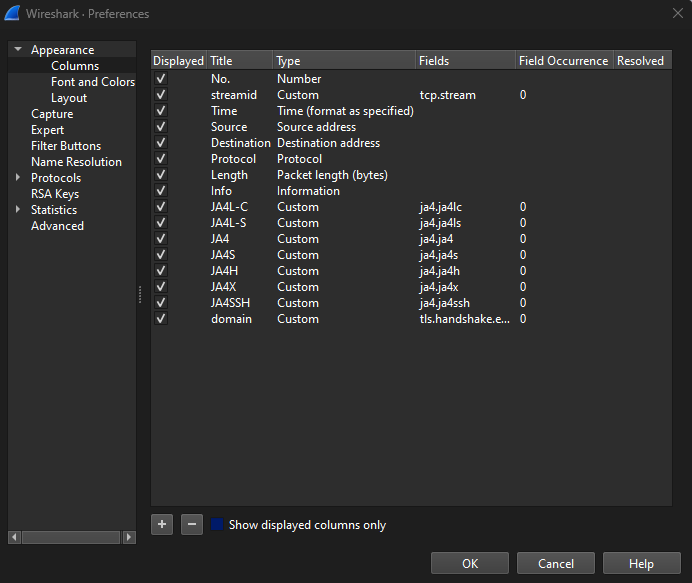 Wireshark · Preferences
Appearance
Columns
Font and Colors
Layout
Capture
Expert
Filter Buttons
Name Resolution
Protocols
RSA Keys
Statistics
Advanced
Displayed Title Type Fields Field Occurrence Resolved
No. Number
streamid Custom tcp.stream 0
Time Time (format as specified)
Source Source address
Destination Destination address
Protocol Protocol
Length Packet length (bytes)
Info Information
JA4L-C Custom ja4.ja4lc 0
JA4L-S Custom ja4.ja4ls 0
JA4 Custom ja4.ja4 0
JA4S Custom ja4.ja4s 0
JA4H Custom ja4.ja4h 0
JA4X Custom ja4.ja4x 0
JA4SSH Custom ja4.ja4ssh 0
domain Custom tls.handshake.e... 0
Show displayed columns only
OK Cancel Help